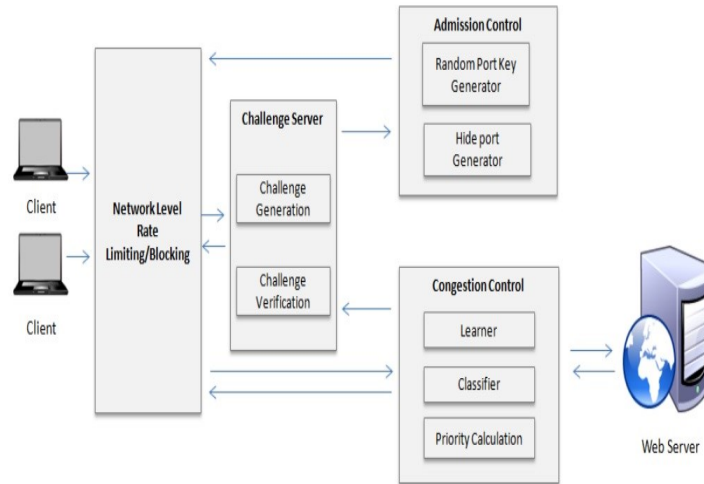 Admission Control
Random Port Key
Generator
Hide port
Generator
Challenge Server
Challenge
Generation
Challenge
Verification
Client
Client
Network Level
Rate
Limiting/Blocking
Congestion Control
Learner
Classifier
Priority Calculation
Web Server